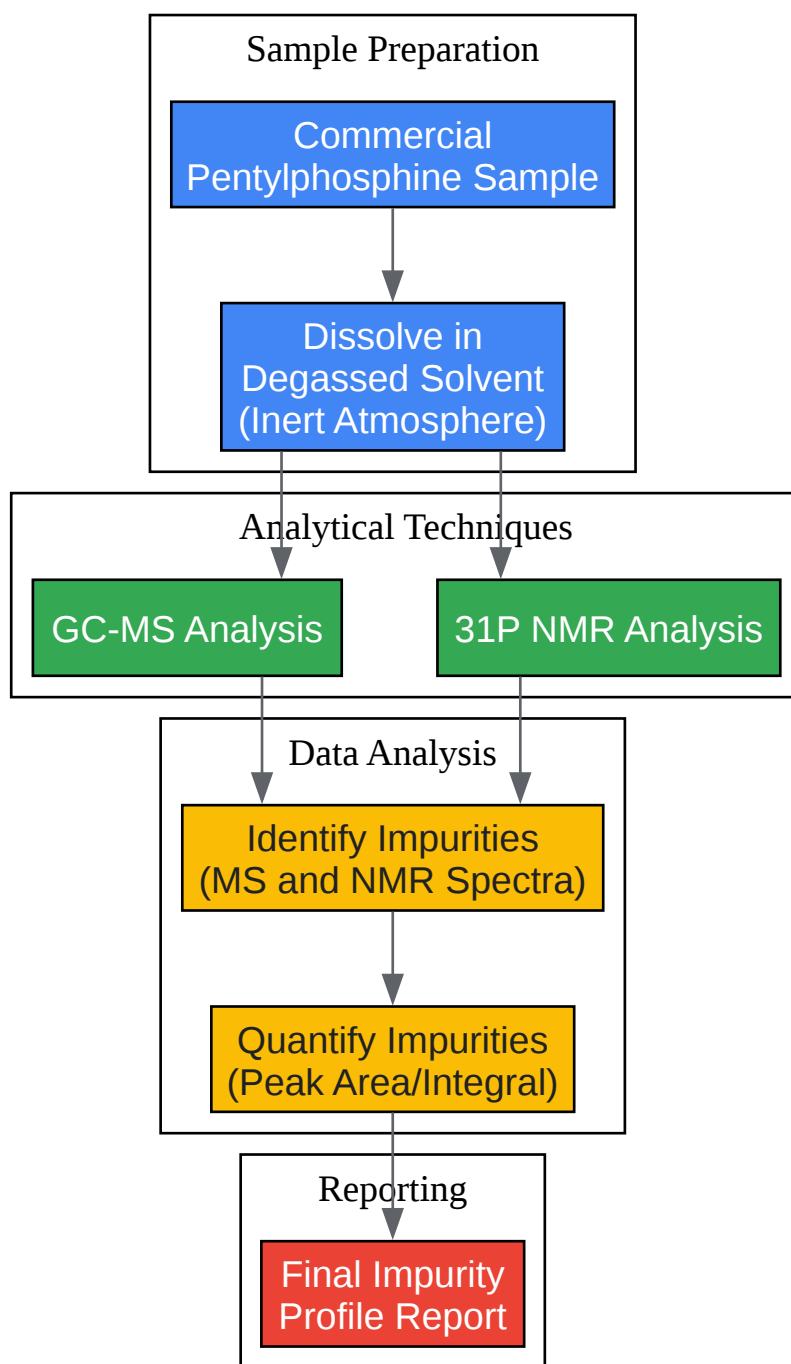 Sample Preparation
Commercial
Pentylphosphine Sample
Dissolve in
Degassed Solvent
(Inert Atmosphere)
Analytical Techniques
GC-MS Analysis
31P NMR Analysis
Data Analysis
Identify Impurities
(MS and NMR Spectra)
Quantify Impurities
(Peak Area/Integral)
Reporting
Final Impurity
Profile Report